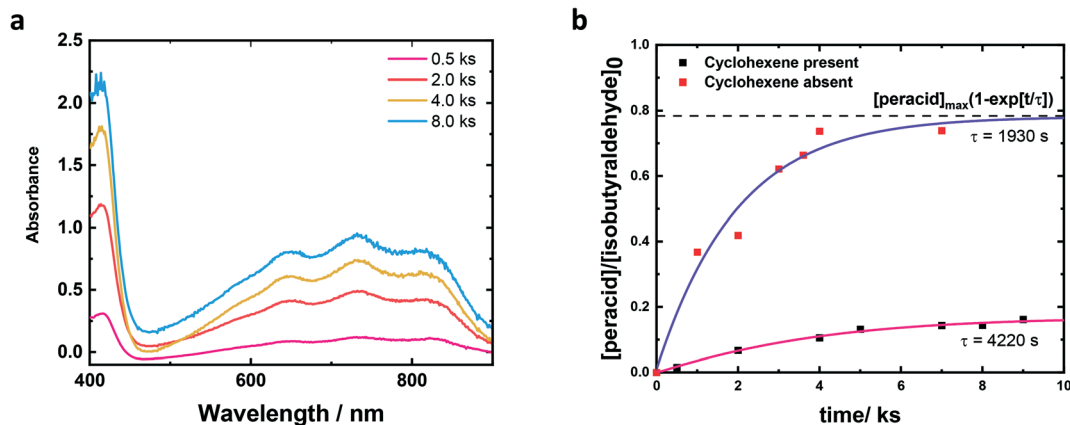 a
2.5
2.0
1.5
1.0
0.5
0.0
Absorbance
400
500
600
700
800
Wavelength / nm
0.5 ks
2.0 ks
4.0 ks
8.0 ks
b
1.0
0.8
0.6
0.4
0.2
0.0
[peracid]/[isobutyraldehyde]0
Cyclohexene present
Cyclohexene absent
[peracid]max(1-exp[t/τ])
τ = 1930 s
τ = 4220 s
0
2
4
6
8
10
time/ ks